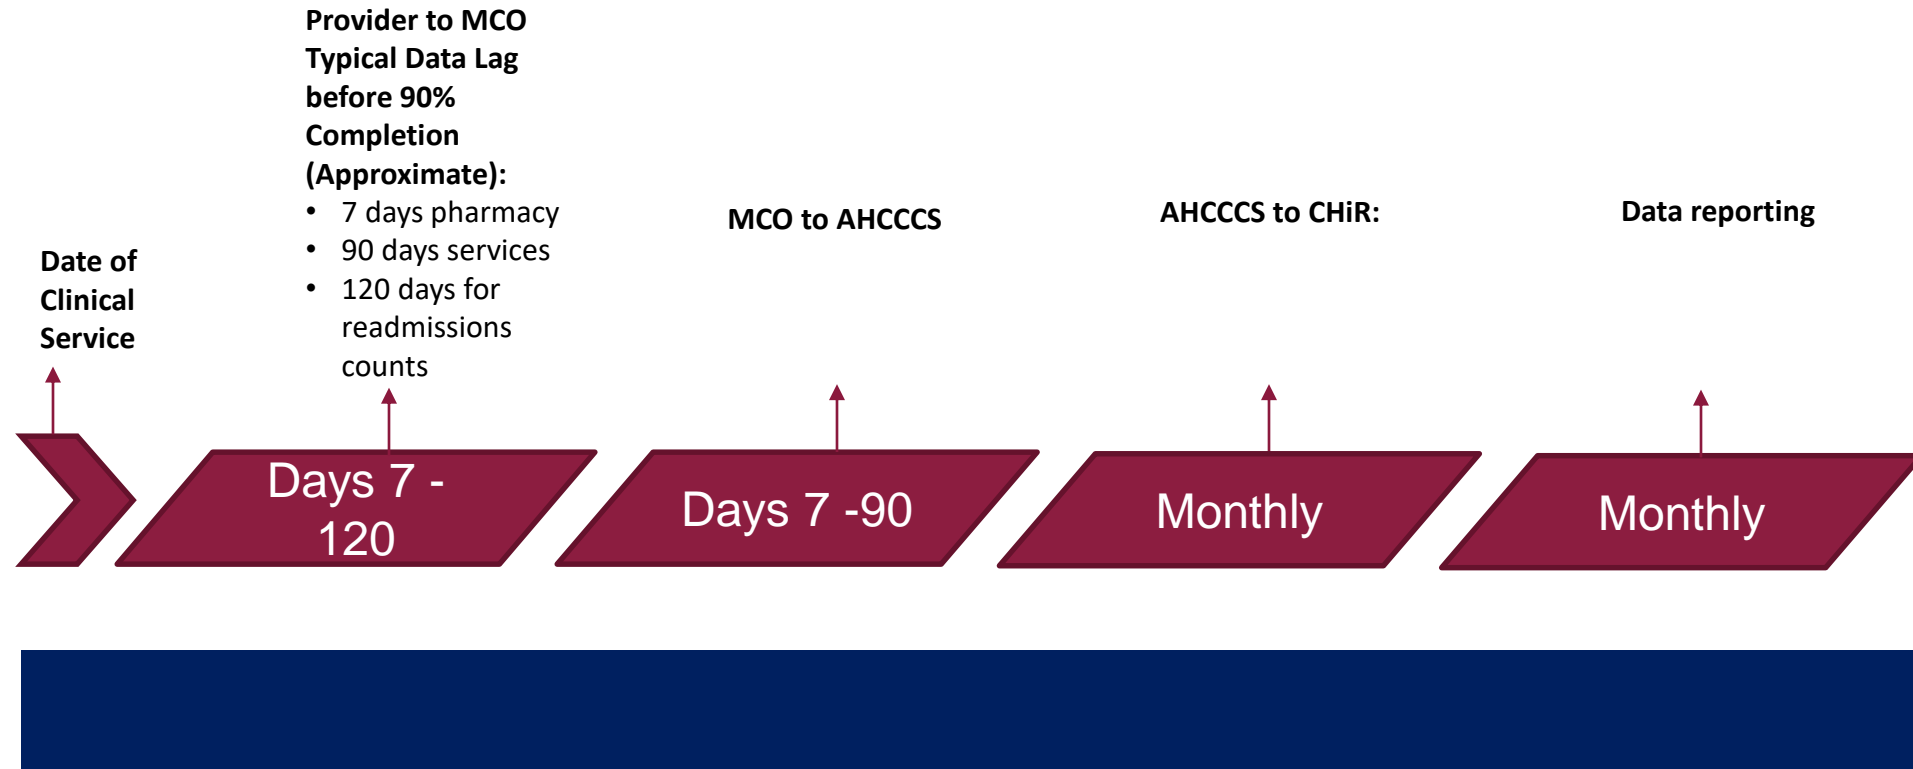 Date of
Clinical
Service
Provider to MCO
Typical Data Lag
before 90%
Completion
(Approximate):
• 7 days pharmacy
• 90 days services
• 120 days for
readmissions
counts
MCO to AHCCCS
AHCCCS to CHiR:
Data reporting
Days 7 -
120
Days 7 -90
Monthly
Monthly